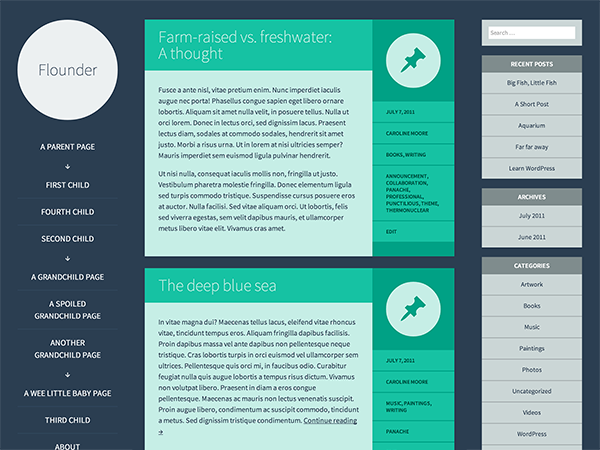 Flounder
A PARENT PAGE
↓
FIRST CHILD
FOURTH CHILD
SECOND CHILD
↓
A GRANDCHILD PAGE
A SPOILED
GRANDCHILD PAGE
ANOTHER
GRANDCHILD PAGE
↓
A WEE LITTLE BABY PAGE
THIRD CHILD
ABOUT
Farm-raised vs. freshwater:
A thought
Fusce a ante nisl, vitae pretium enim. Nunc imperdiet iaculis
augue nec porta! Phasellus congue sapien eget libero ornare
lobortis. Aliquam sit amet nulla velit, in posuere tellus. Nulla ut
orci lorem. Donec in lectus orci, sed dignissim lacus. Praesent
lectus diam, sodales at commodo sodales, hendrerit sit amet
justo. Morbi a risus urna. Ut in lorem at nisi ultricies semper?
Mauris imperdiet sem euismod ligula pulvinar hendrerit.
Ut nisi nulla, consequat iaculis mollis non, fringilla ut justo.
Vestibulum pharetra molestie fringilla. Donec elementum ligula
sed turpis commodo tristique. Suspendisse cursus posuere eros
at auctor. Nulla facilisi. Sed vitae aliquam orci. Ut lobortis, felis
sed viverra egestas, sem velit dapibus mauris, et ullamcorper
metus libero vitae elit. Vivamus cras amet.
JULY 7, 2011
CAROLINE MOORE
BOOKS, WRITING
ANNOUNCEMENT,
COLLABORATION,
PANACHE,
PROFESSIONAL,
PUNCTILIOUS, THEME,
THERMONUCLEAR
EDIT
The deep blue sea
In vitae magna dui? Maecenas tellus lacus, eleifend vitae rhoncus
vitae, tincidunt tempus eros. Aliquam fringilla dapibus facilisis.
Proin dapibus massa vel ante dapibus non pellentesque neque
tristique. Cras lobortis turpis in orci euismod vel ullamcorper sem
ultrices. Pellentesque quis orci mi, in faucibus odio. Curabitur
feugiat nulla quis augue lobortis a tempus risus dictum. Vivamus
non volutpat libero. Praesent in diam a eros congue
pellentesque. Maecenas ac mauris non lectus venenatis suscipit.
Proin augue libero, condimentum ac suscipit commodo, tincidunt
a metus. Sed dignissim tristique condimentum. Continue reading
→
JULY 7, 2011
CAROLINE MOORE
MUSIC, PAINTINGS,
WRITING
PANACHE
Search ...
RECENT POSTS
Big Fish, Little Fish
A Short Post
Aquarium
Far far away
Learn WordPress
ARCHIVES
July 2011
June 2011
CATEGORIES
Artwork
Books
Music
Paintings
Photos
Uncategorized
Videos
WordPress